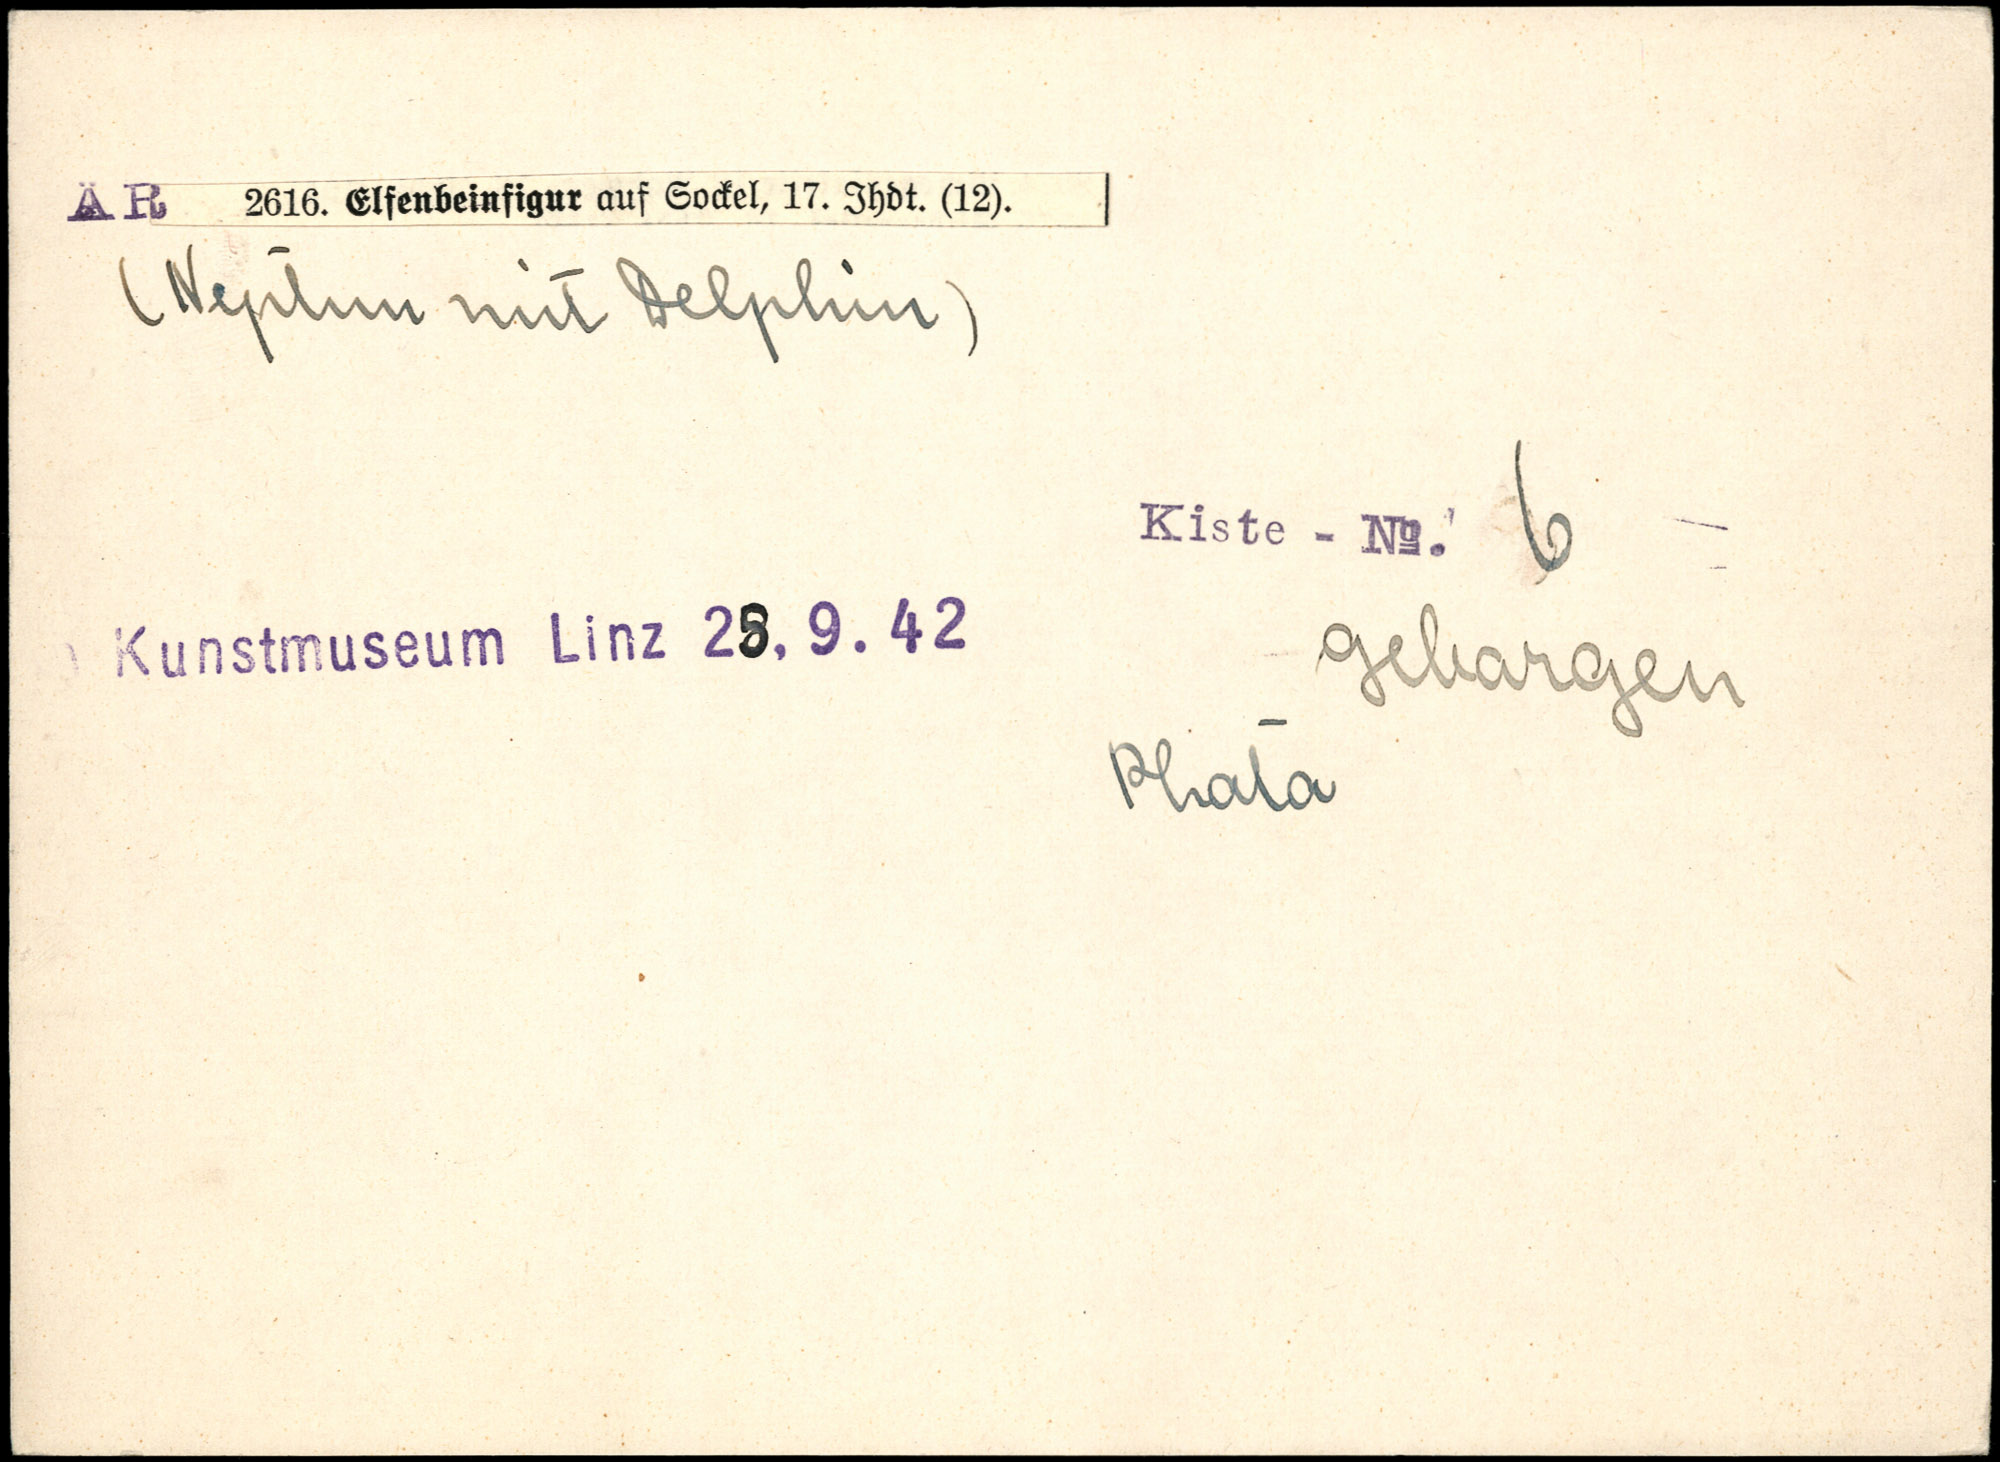 ÄR 2616. Elfenbeinfigur auf Sockel, 17. Jhdt. (12).
(Neptun mit Delphin)
Kiste - №. 6
Kunstmuseum Linz 28. 9. 42
geborgen
Photo